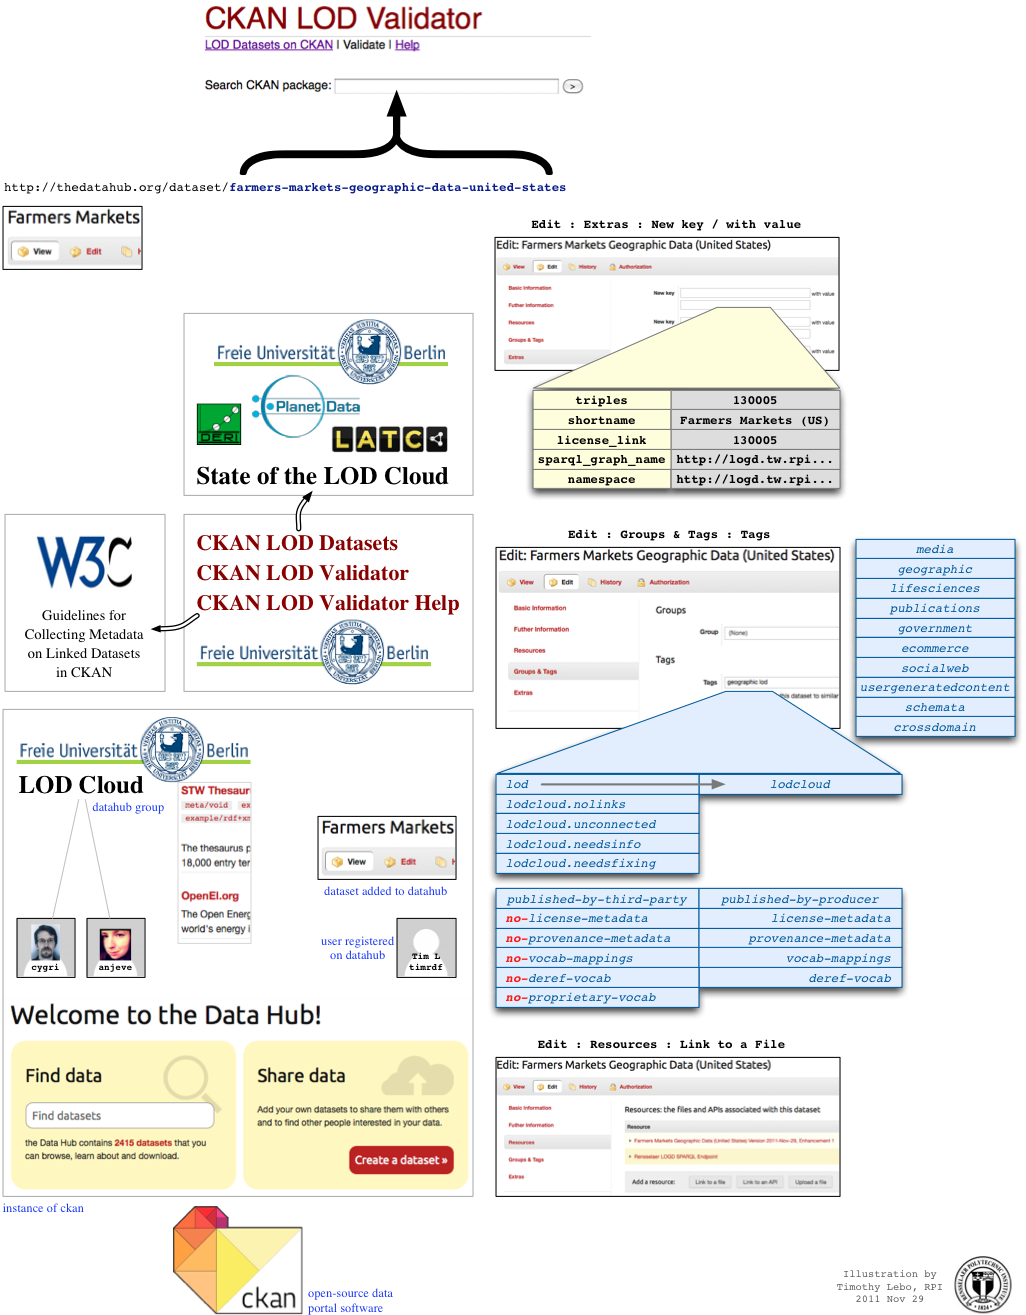 CKAN LOD Validator
LOD Datasets on CKAN | Validate | Help
Search CKAN package: >
http://thedatahub.org/dataset/farmers-markets-geographic-data-united-states
Farmers Markets
View Edit
Edit : Extras : New key / with value
Edit: Farmers Markets Geographic Data (United States)
View Edit History Authorization
Basic Information
Futher Information
Resources
Groups & Tags
Extras
New key with value
New key with value
with value
triples 130005
shortname Farmers Markets (US)
license_link 130005
sparql_graph_name http://logd.tw.rpi...
namespace http://logd.tw.rpi...
Freie Universität Berlin
PlanetData
DERI
LATC
State of the LOD Cloud
W3C
Guidelines for
Collecting Metadata
on Linked Datasets
in CKAN
CKAN LOD Datasets
CKAN LOD Validator
CKAN LOD Validator Help
Freie Universität Berlin
Edit : Groups & Tags : Tags
Edit: Farmers Markets Geographic Data (United States)
View Edit History Authorization
Basic Information
Futher Information
Resources
Groups & Tags
Extras
Groups
Group (None)
Tags
Tags geographic lod
this dataset to similar
media
geographic
lifesciences
publications
government
ecommerce
socialweb
usergeneratedcontent
schemata
crossdomain
lod lodcloud
lodcloud.nolinks
lodcloud.unconnected
lodcloud.needsinfo
lodcloud.needsfixing
published-by-third-party published-by-producer
no-license-metadata license-metadata
no-provenance-metadata provenance-metadata
no-vocab-mappings vocab-mappings
no-deref-vocab deref-vocab
no-proprietary-vocab
Freie Universität Berlin
LOD Cloud
datahub group
STW Thesaur
meta/void ex
example/rdf+xm
The thesaurus p
18,000 entry ter
OpenEI.org
The Open Energ
world's energy i
cygri
anjeve
Farmers Markets
View Edit
dataset added to datahub
user registered
on datahub
Tim L
timrdf
Welcome to the Data Hub!
Find data
Find datasets
the Data Hub contains 2415 datasets that you
can browse, learn about and download.
Share data
Add your own datasets to share them with others
and to find other people interested in your data.
Create a dataset »
instance of ckan
ckan
open-source data
portal software
Edit : Resources : Link to a File
Edit: Farmers Markets Geographic Data (United States)
View Edit History Authorization
Basic Information
Futher Information
Resources
Groups & Tags
Extras
Resources: the files and APIs associated with this dataset
Resource
Farmers Markets Geographic Data (United States) Version 2011-Nov-29, Enhancement 1
Rensselaer LOGD SPARQL Endpoint
Add a resource: Link to a file Link to an API Upload a file
Illustration by
Timothy Lebo, RPI
2011 Nov 29